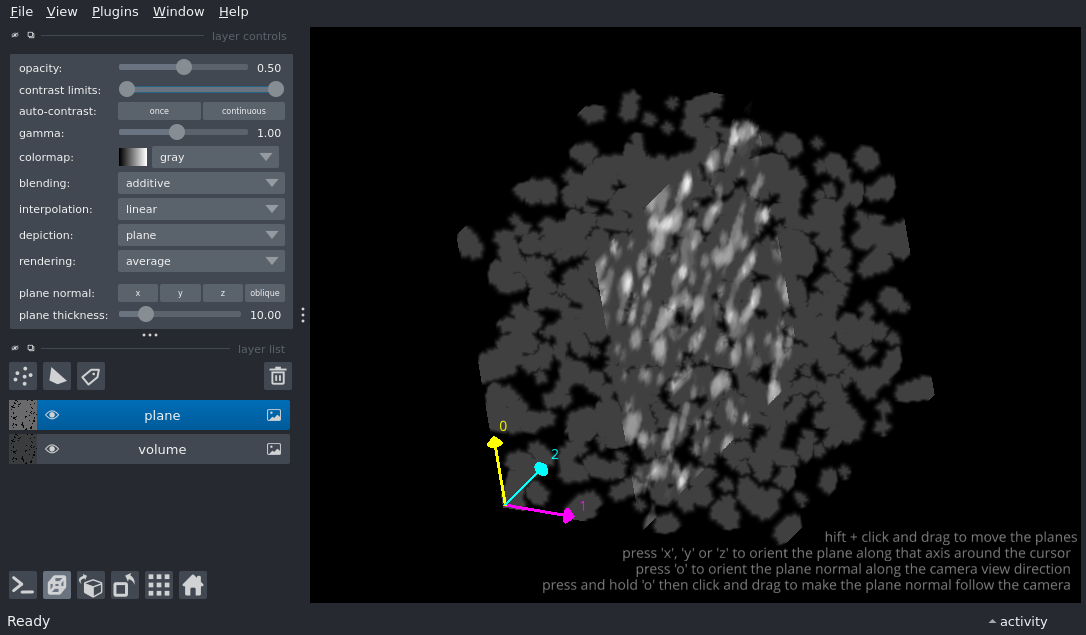 File View Plugins Window Help
layer controls
opacity: 0.50
contrast limits:
auto-contrast: once continuous
gamma: 1.00
colormap: gray
blending: additive
interpolation: linear
depiction: plane
rendering: average
plane normal: x y z oblique
plane thickness: 10.00
layer list
plane
volume
0
2
1
hift + click and drag to move the planes
press 'x', 'y' or 'z' to orient the plane along that axis around the cursor
press 'o' to orient the plane normal along the camera view direction
press and hold 'o' then click and drag to make the plane normal follow the camera
Ready
activity